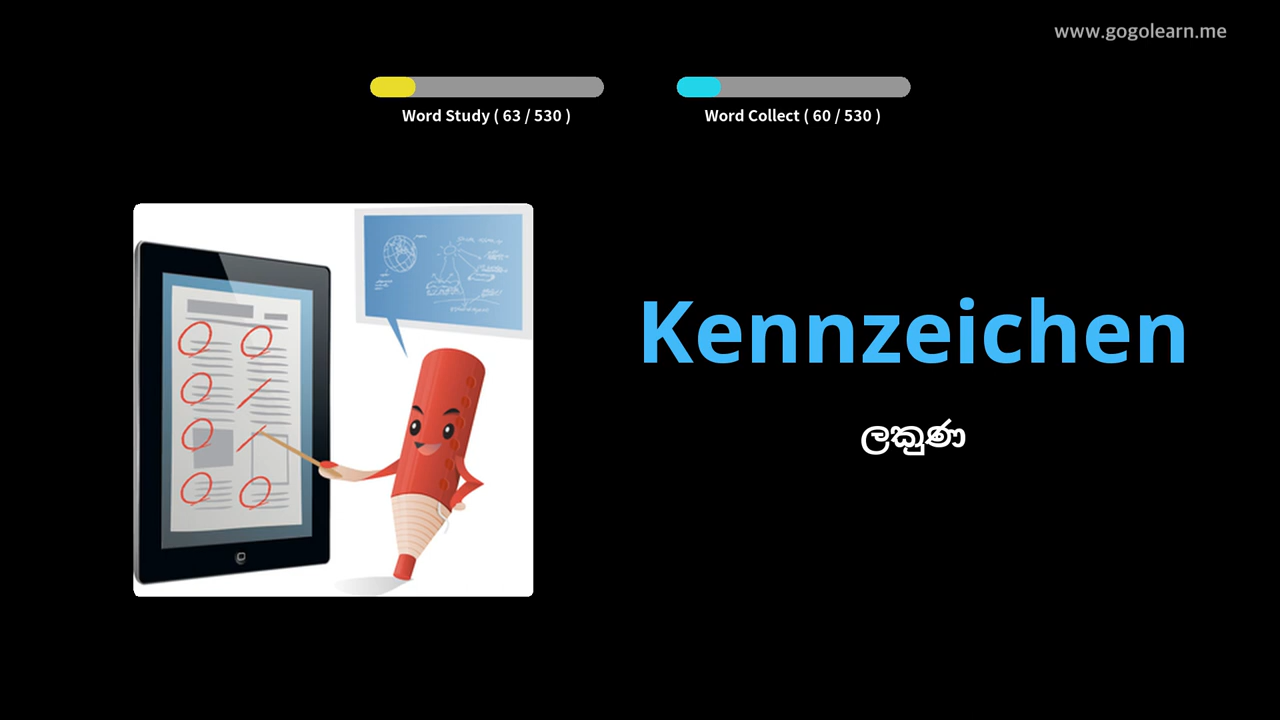 www.gogolearn.me
Word Study ( 63 / 530 )
Word Collect ( 60 / 530 )
Kennzeichen
ලකුණ